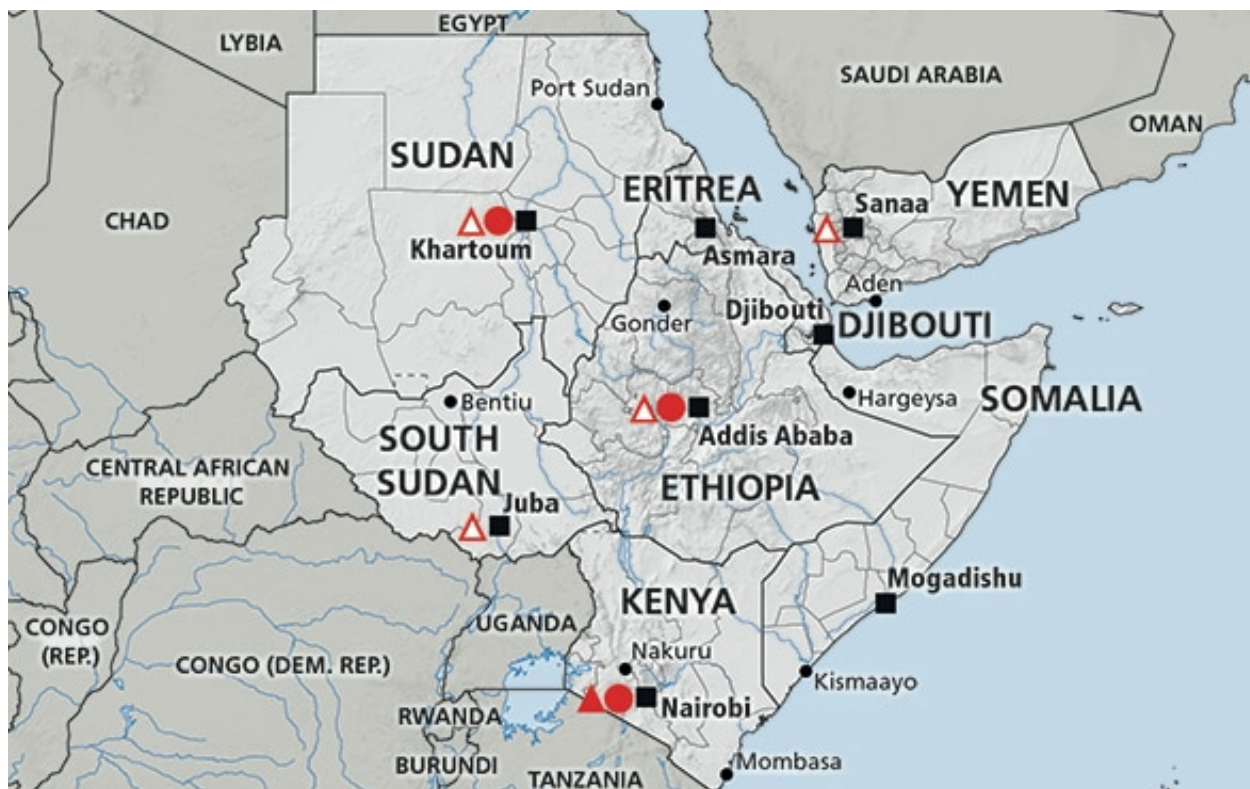 EGYPT
LYBIA
SAUDI ARABIA
Port Sudan
OMAN
SUDAN
ERITREA
YEMEN
Sanaa
CHAD
Khartoum
Asmara
Aden
Djibouti
Gonder
DJIBOUTI
Bentiu
Hargeysa
SOMALIA
SOUTH
SUDAN
Addis Ababa
CENTRAL AFRICAN
REPUBLIC
ETHIOPIA
Juba
Mogadishu
KENYA
UGANDA
CONGO
(REP.)
CONGO (DEM. REP.)
Nakuru
Kismaayo
Nairobi
RWANDA
BURUNDI
TANZANIA
Mombasa